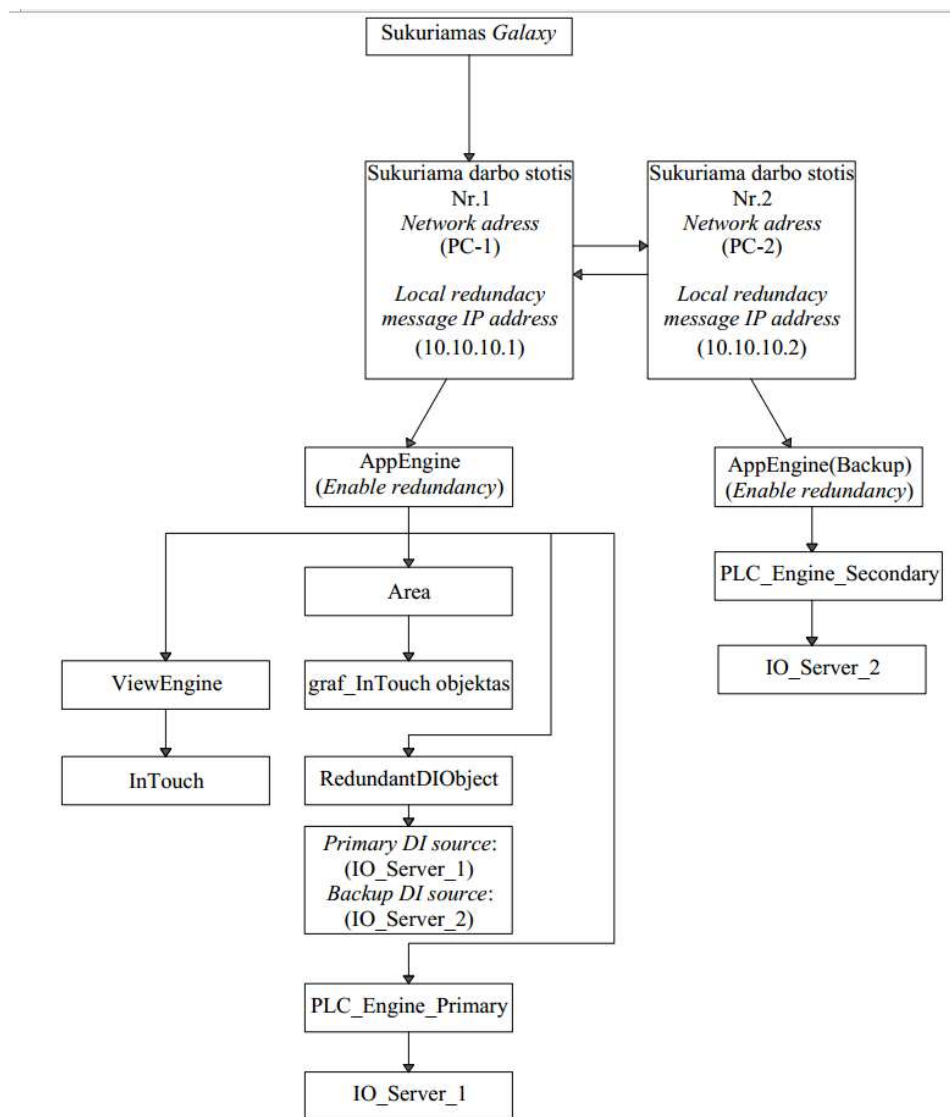 Sukuriamas Galaxy
Sukuriama darbo stotis
Nr.1
Network adress
(PC-1)
Local redundacy
message IP address
(10.10.10.1)
Sukuriama darbo stotis
Nr.2
Network adress
(PC-2)
Local redundacy
message IP address
(10.10.10.2)
AppEngine
(Enable redundancy)
AppEngine(Backup)
(Enable redundancy)
PLC_Engine_Secondary
IO_Server_2
Area
graf_InTouch objektas
ViewEngine
InTouch
RedundantDIObject
Primary DI source:
(IO_Server_1)
Backup DI source:
(IO_Server_2)
PLC_Engine_Primary
IO_Server_1